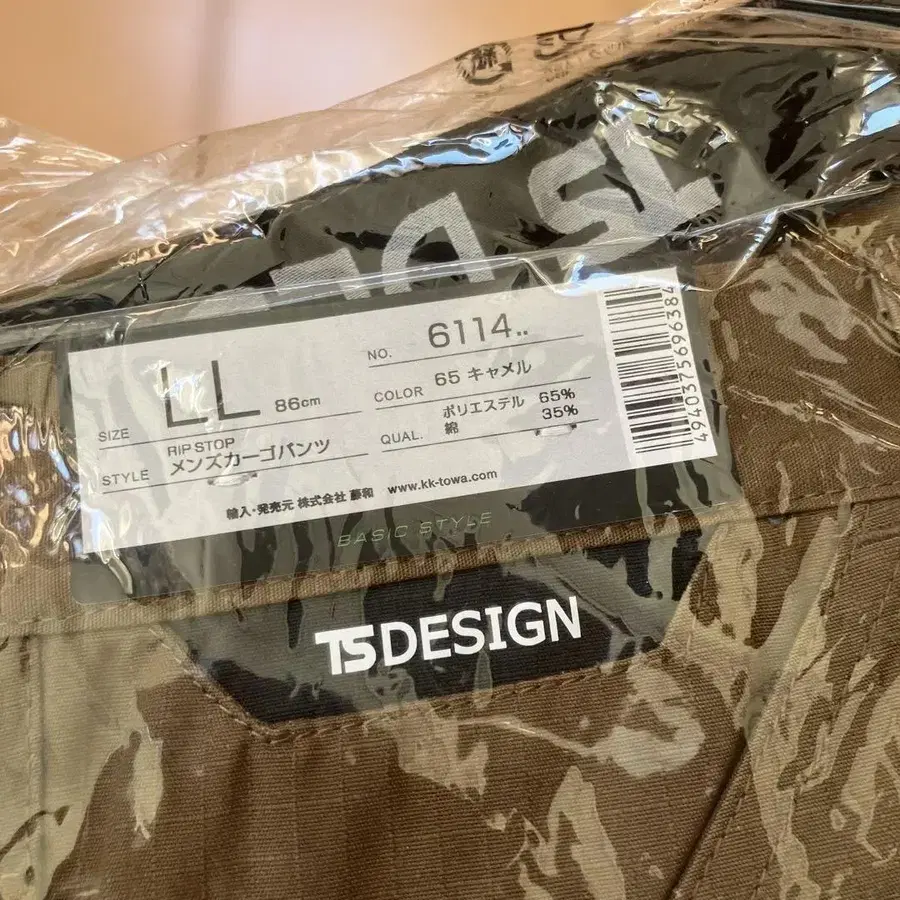 TS DE
SIZE LL 86cm
STYLE RIP STOP
メンズカーゴパンツ
NO. 6114..
COLOR 65 キャメル
QUAL. ポリエステル 65%
綿 35%
輸入・発売元 株式会社 藤和 www.kk-towa.com
4940375696384
BASIC STYLE
TS DESIGN